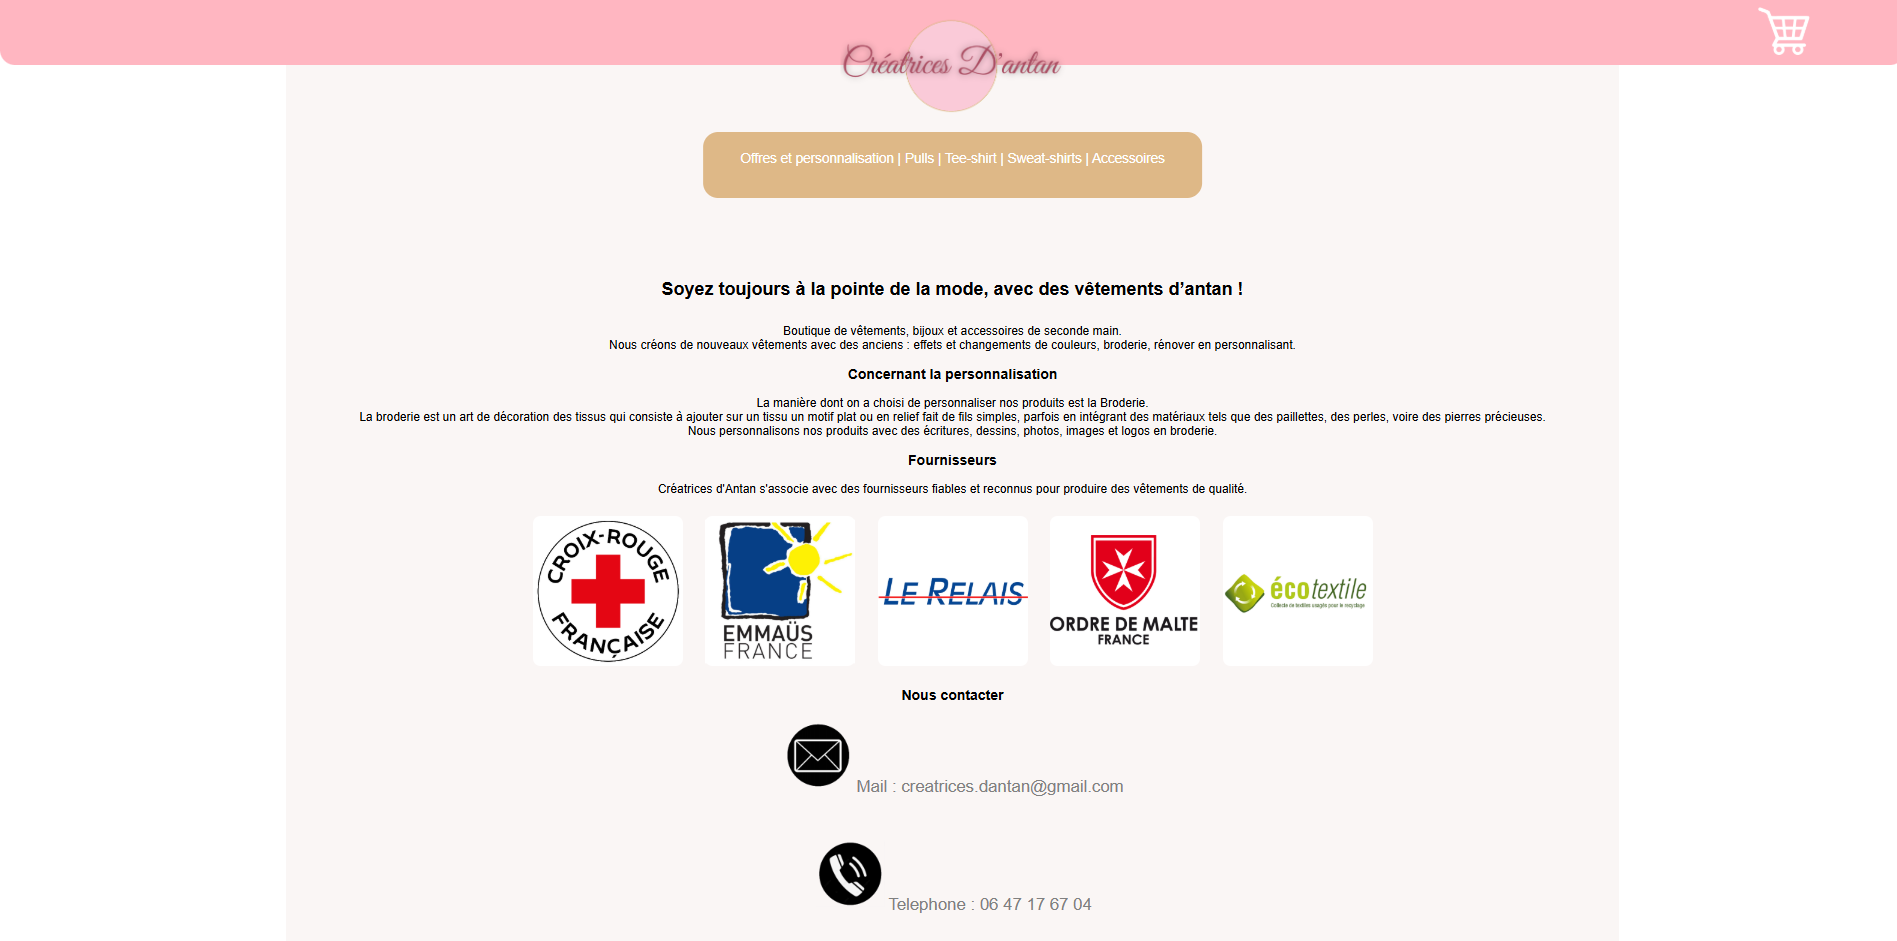 Créatrices D’antan
Offres et personnalisation | Pulls | Tee-shirt | Sweat-shirts | Accessoires
Soyez toujours à la pointe de la mode, avec des vêtements d’antan !
Boutique de vêtements, bijoux et accessoires de seconde main.
Nous créons de nouveaux vêtements avec des anciens : effets et changements de couleurs, broderie, rénover en personnalisant.
Concernant la personnalisation
La manière dont on a choisi de personnaliser nos produits est la Broderie.
La broderie est un art de décoration des tissus qui consiste à ajouter sur un tissu un motif plat ou en relief fait de fils simples, parfois en intégrant des matériaux tels que des paillettes, des perles, voire des pierres précieuses.
Nous personnalisons nos produits avec des écritures, dessins, photos, images et logos en broderie.
Fournisseurs
Créatrices d'Antan s'associe avec des fournisseurs fiables et reconnus pour produire des vêtements de qualité.
CROIX-ROUGE
FRANÇAISE
EMMAÜS
FRANCE
LE RELAIS
ORDRE DE MALTE
FRANCE
écotextile
Collecte de textiles usagés pour le recyclage
Nous contacter
Mail : creatrices.dantan@gmail.com
Telephone : 06 47 17 67 04